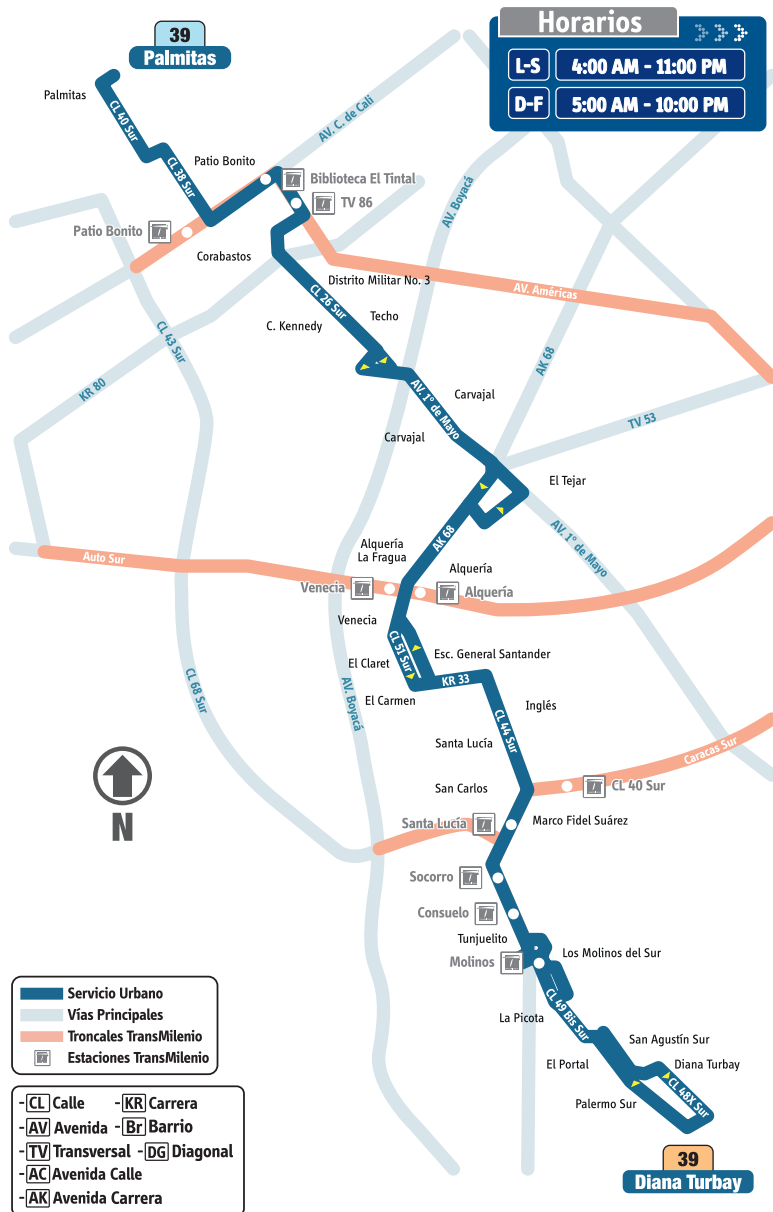 39
Palmitas
Horarios
L-S
4:00 AM - 11:00 PM
D-F
5:00 AM - 10:00 PM
Palmitas
CL 40 Sur
AV. C. de Cali
CL 38 Sur
Patio Bonito
Biblioteca El Tintal
TV 86
AV. Boyacá
Patio Bonito
Corabastos
Distrito Militar No. 3
AV. Américas
CL 26 Sur
Techo
C. Kennedy
CL 43 Sur
AK 68
KR 80
Carvajal
AV. 1° de Mayo
TV 53
Carvajal
El Tejar
AK 68
AV. 1° de Mayo
Alquería
La Fragua
Auto Sur
Alquería
Venecia
Alquería
Venecia
CL 51 Sur
Esc. General Santander
El Claret
KR 33
CL 68 Sur
AV. Boyacá
El Carmen
Inglés
CL 44 Sur
Santa Lucía
Caracas Sur
San Carlos
CL 40 Sur
N
Santa Lucía
Marco Fidel Suárez
Socorro
Consuelo
Tunjuelito
Los Molinos del Sur
Molinos
CL 49 Bis Sur
La Picota
San Agustín Sur
El Portal
Diana Turbay
CL 48X Sur
Palermo Sur
Servicio Urbano
Vías Principales
Troncales TransMilenio
Estaciones TransMilenio
- CL Calle - KR Carrera
- AV Avenida - Br Barrio
- TV Transversal - DG Diagonal
- AC Avenida Calle
- AK Avenida Carrera
39
Diana Turbay